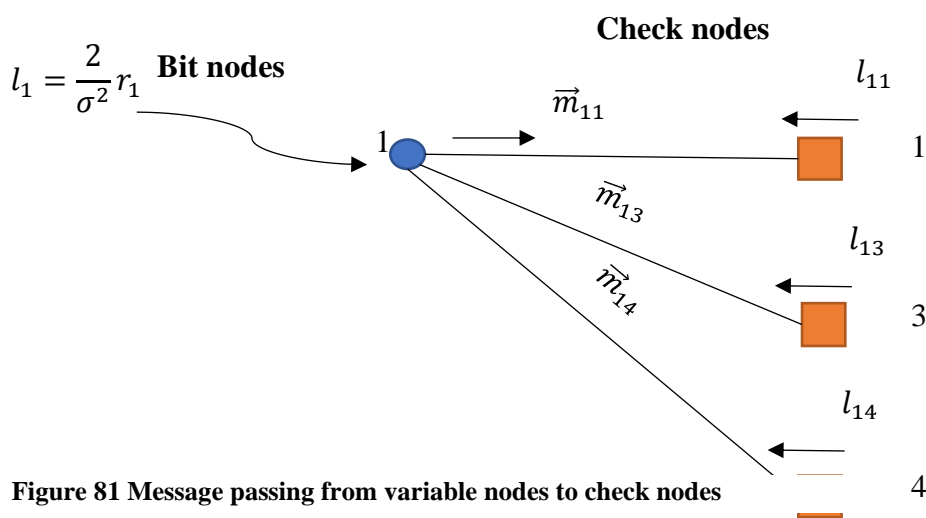 Check nodes
l₁ = 2/σ² r₁ Bit nodes
l₁₁
m⃗₁₁
1
1
m⃗₁₃
l₁₃
m⃗₁₄
3
l₁₄
Figure 81 Message passing from variable nodes to check nodes
4